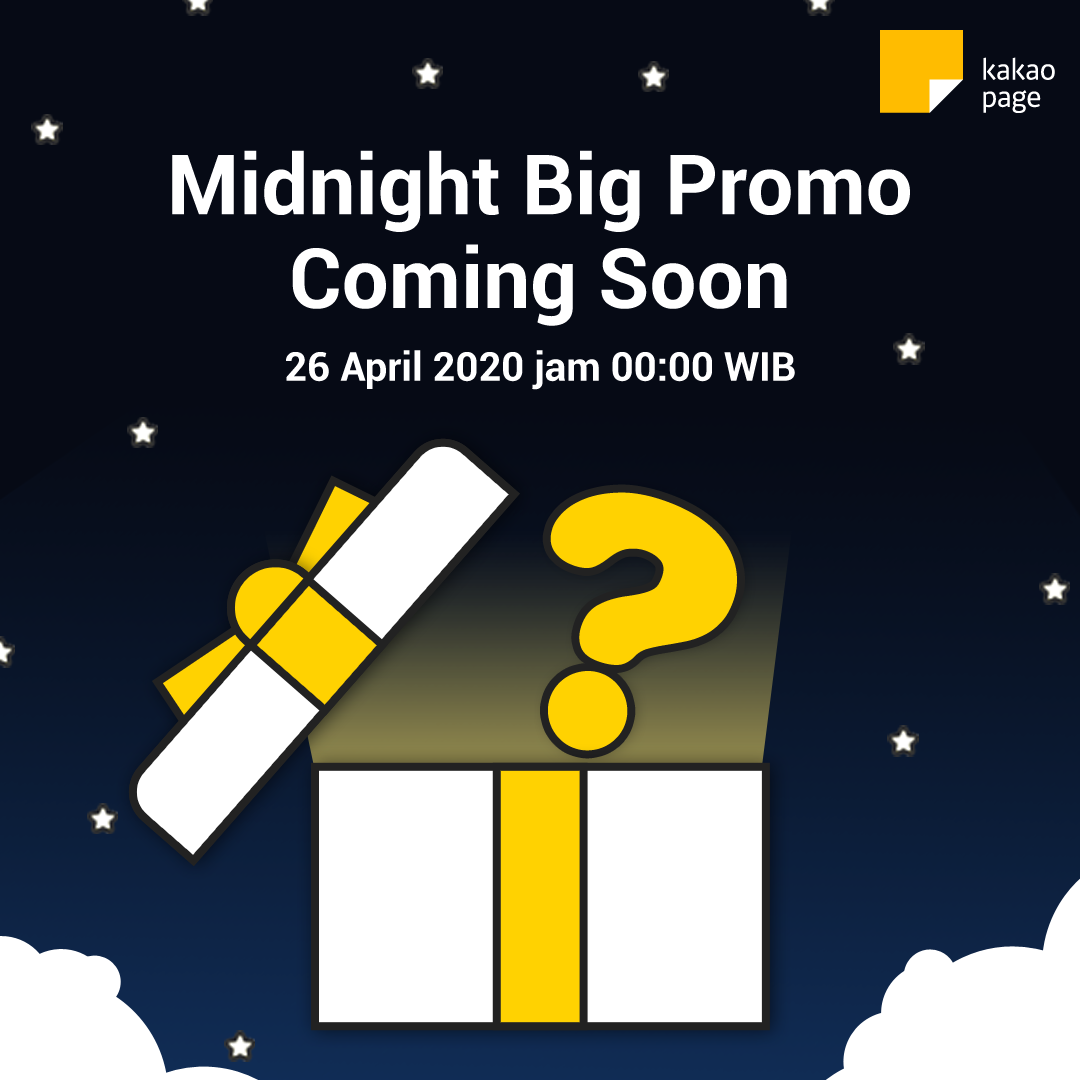 kakao
page
Midnight Big Promo
Coming Soon
26 April 2020 jam 00:00 WIB